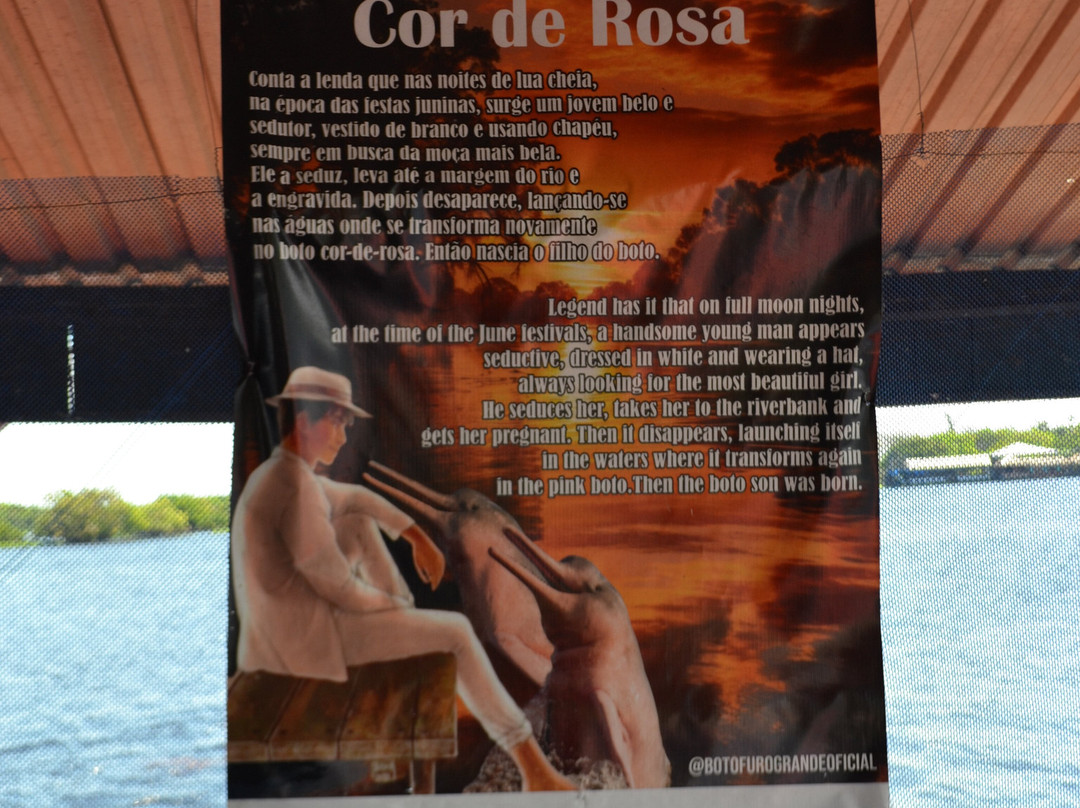 Cor de Rosa
Conta a lenda que nas noites de lua cheia,
na época das festas juninas, surge um jovem belo e
sedutor, vestido de branco e usando chapéu,
sempre em busca da moça mais bela.
Ele a seduz, leva até a margem do rio e
a engravida. Depois desaparece, lançando-se
nas águas onde se transforma novamente
no boto cor-de-rosa. Então nascia o filho do boto.
Legend has it that on full moon nights,
at the time of the June festivals, a handsome young man appears
seductive, dressed in white and wearing a hat,
always looking for the most beautiful girl.
He seduces her, takes her to the riverbank and
gets her pregnant. Then it disappears, launching itself
in the waters where it transforms again
in the pink boto.Then the boto son was born.
@BOTOFUROGRANDEOFICIAL